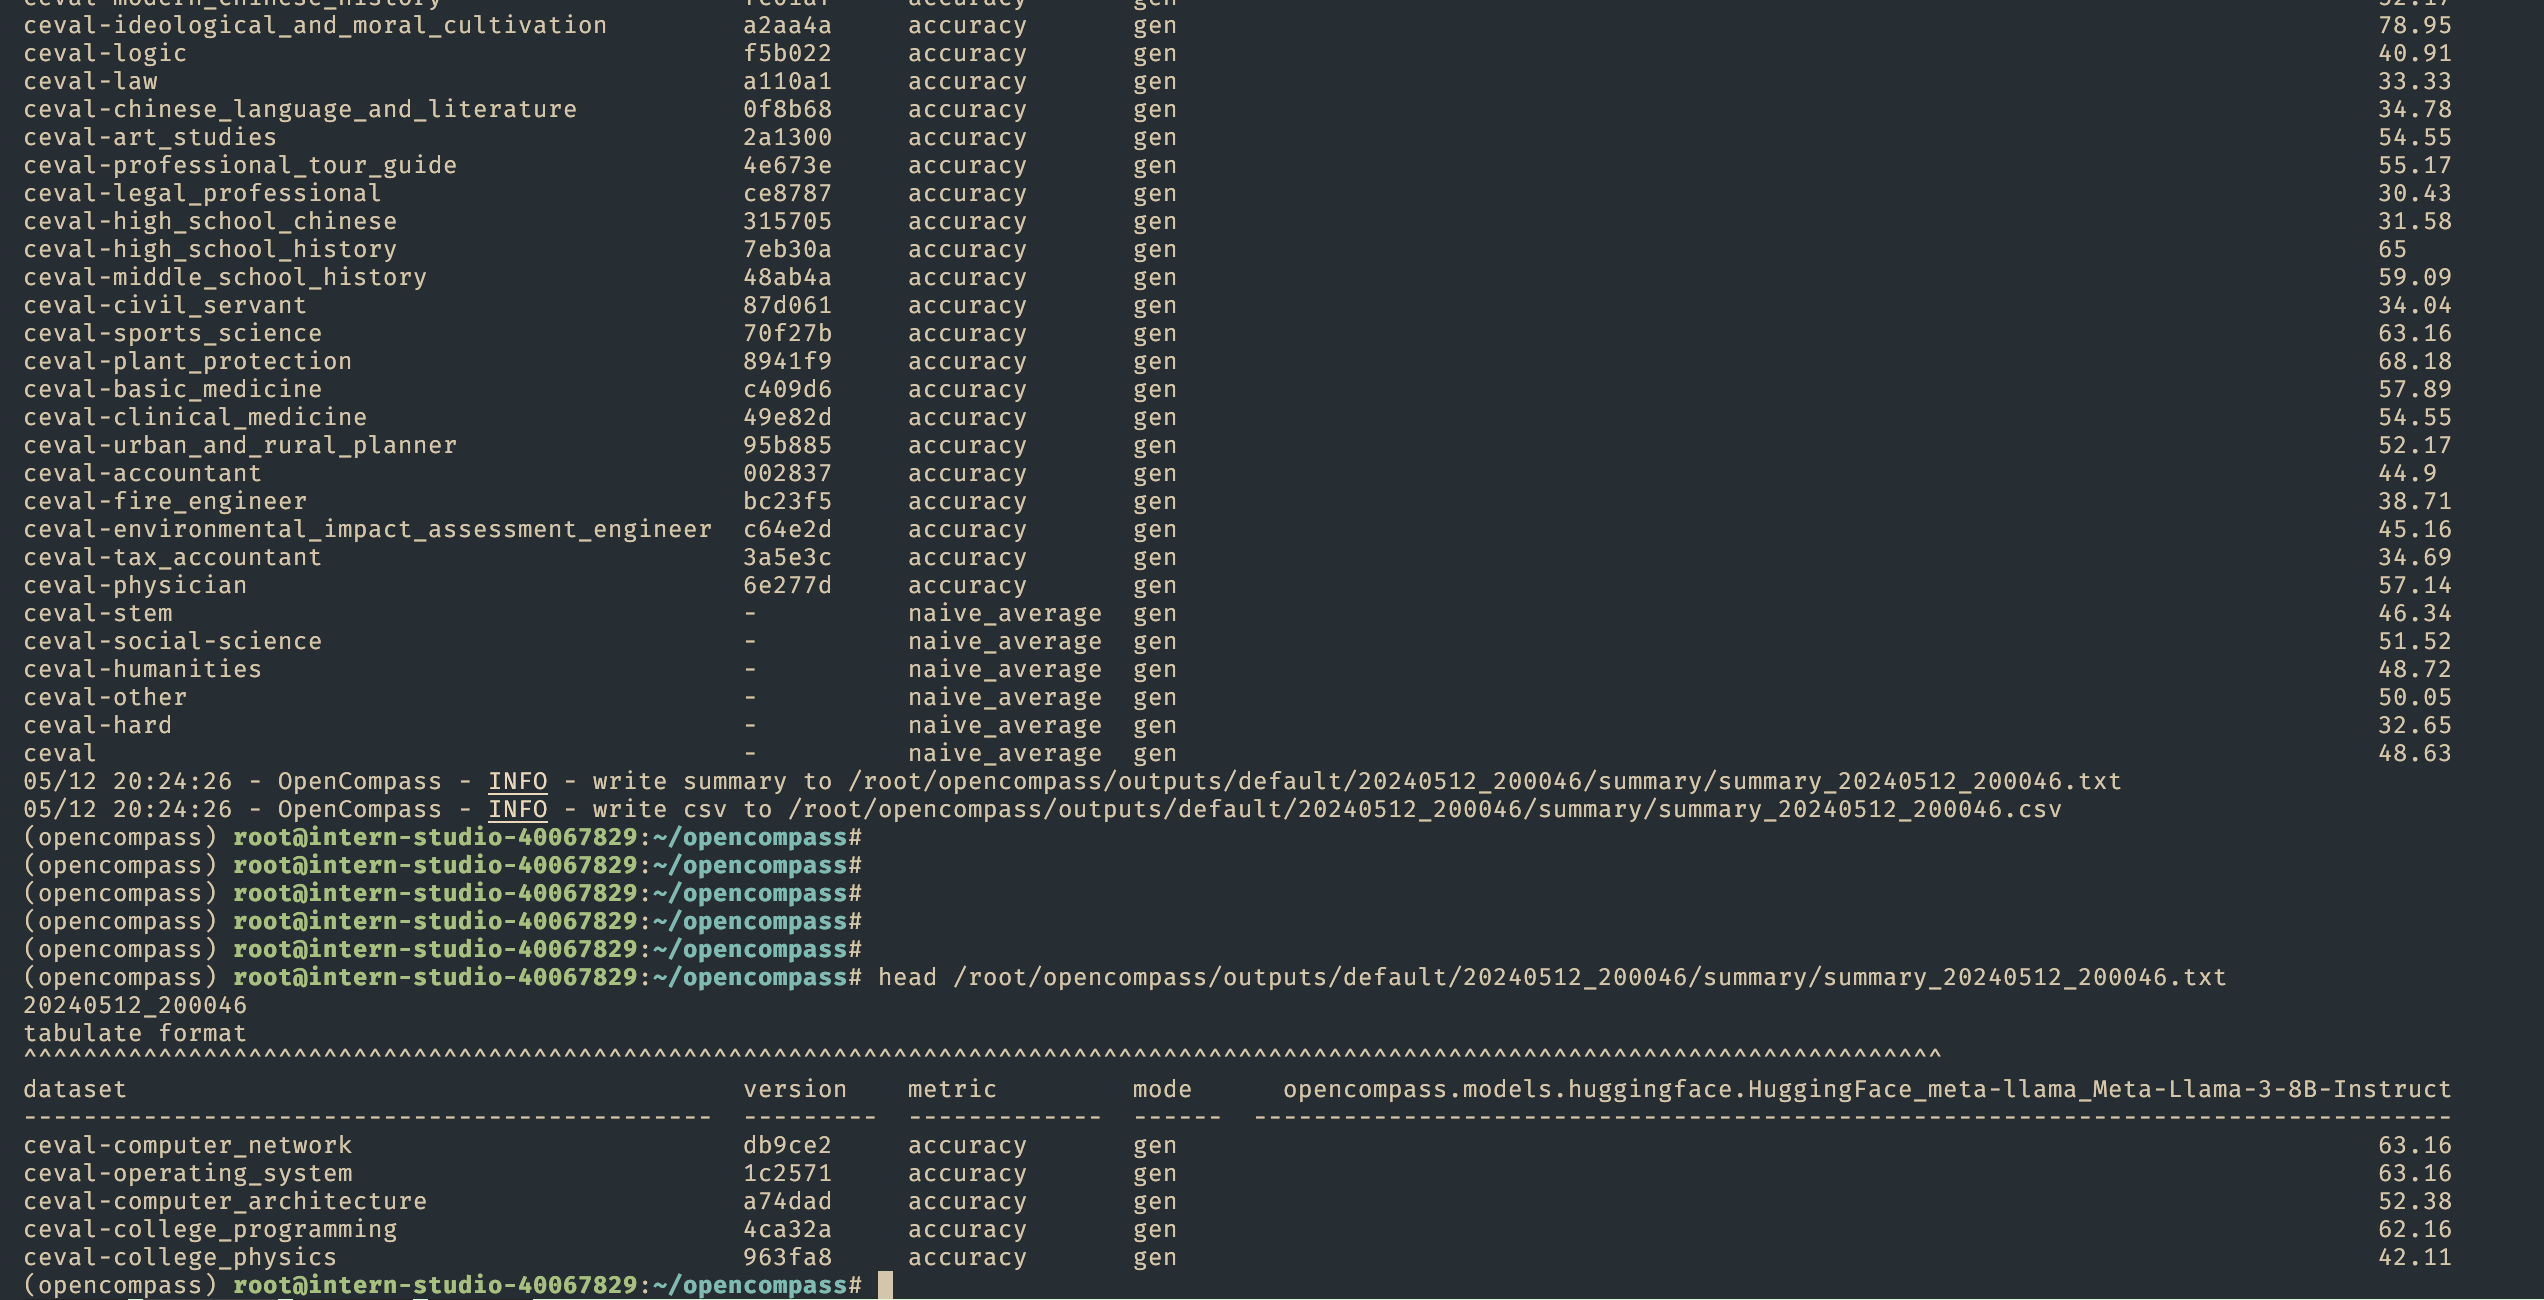 ceval-modern_chinese_history accuracy gen 52.17
ceval-ideological_and_moral_cultivation a2aa4a accuracy gen 78.95
ceval-logic f5b022 accuracy gen 40.91
ceval-law a110a1 accuracy gen 33.33
ceval-chinese_language_and_literature 0f8b68 accuracy gen 34.78
ceval-art_studies 2a1300 accuracy gen 54.55
ceval-professional_tour_guide 4e673e accuracy gen 55.17
ceval-legal_professional ce8787 accuracy gen 30.43
ceval-high_school_chinese 315705 accuracy gen 31.58
ceval-high_school_history 7eb30a accuracy gen 65
ceval-middle_school_history 48ab4a accuracy gen 59.09
ceval-civil_servant 87d061 accuracy gen 34.04
ceval-sports_science 70f27b accuracy gen 63.16
ceval-plant_protection 8941f9 accuracy gen 68.18
ceval-basic_medicine c409d6 accuracy gen 57.89
ceval-clinical_medicine 49e82d accuracy gen 54.55
ceval-urban_and_rural_planner 95b885 accuracy gen 52.17
ceval-accountant 002837 accuracy gen 44.9
ceval-fire_engineer bc23f5 accuracy gen 38.71
ceval-environmental_impact_assessment_engineer c64e2d accuracy gen 45.16
ceval-tax_accountant 3a5e3c accuracy gen 34.69
ceval-physician 6e277d accuracy gen 57.14
ceval-stem - naive_average gen 46.34
ceval-social-science - naive_average gen 51.52
ceval-humanities - naive_average gen 48.72
ceval-other - naive_average gen 50.05
ceval-hard - naive_average gen 32.65
ceval - naive_average gen 48.63
05/12 20:24:26 - OpenCompass - INFO - write summary to /root/opencompass/outputs/default/20240512_200046/summary/summary_20240512_200046.txt
05/12 20:24:26 - OpenCompass - INFO - write csv to /root/opencompass/outputs/default/20240512_200046/summary/summary_20240512_200046.csv
(opencompass) root@intern-studio-40067829:~/opencompass#
(opencompass) root@intern-studio-40067829:~/opencompass#
(opencompass) root@intern-studio-40067829:~/opencompass#
(opencompass) root@intern-studio-40067829:~/opencompass#
(opencompass) root@intern-studio-40067829:~/opencompass#
(opencompass) root@intern-studio-40067829:~/opencompass# head /root/opencompass/outputs/default/20240512_200046/summary/summary_20240512_200046.txt
20240512_200046
tabulate format
^^^^^^^^^^^^^^^^^^^^^^^^^^^^^^^^^^^^^^^^^^^^^^^^^^^^^^^^^^^^^^^^^^^^^^^^^^^^^^^^^^^^^^^^^^^^^^^^^^^^^^^^^^^^^^^^^^^^^^^^^^^^^^^^
dataset version metric mode opencompass.models.huggingface.HuggingFace_meta-llama_Meta-Llama-3-8B-Instruct
---------------------------------------------- --------- ------------- ------ --------------------------------------------------------------------------------
ceval-computer_network db9ce2 accuracy gen 63.16
ceval-operating_system 1c2571 accuracy gen 63.16
ceval-computer_architecture a74dad accuracy gen 52.38
ceval-college_programming 4ca32a accuracy gen 62.16
ceval-college_physics 963fa8 accuracy gen 42.11
(opencompass) root@intern-studio-40067829:~/opencompass#